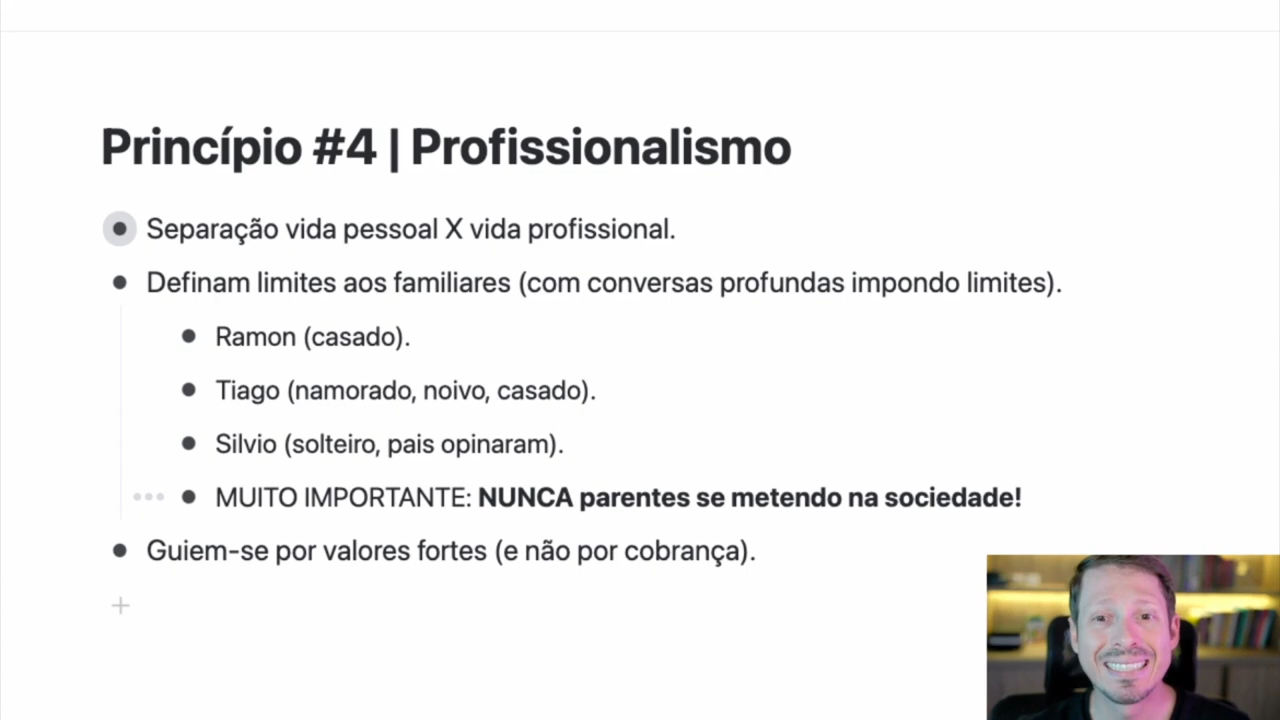 Princípio #4 | Profissionalismo
Separação vida pessoal X vida profissional.
Definam limites aos familiares (com conversas profundas impondo limites).
Ramon (casado).
Tiago (namorado, noivo, casado).
Silvio (solteiro, pais opinaram).
MUITO IMPORTANTE: NUNCA parentes se metendo na sociedade!
Guiem-se por valores fortes (e não por cobrança).